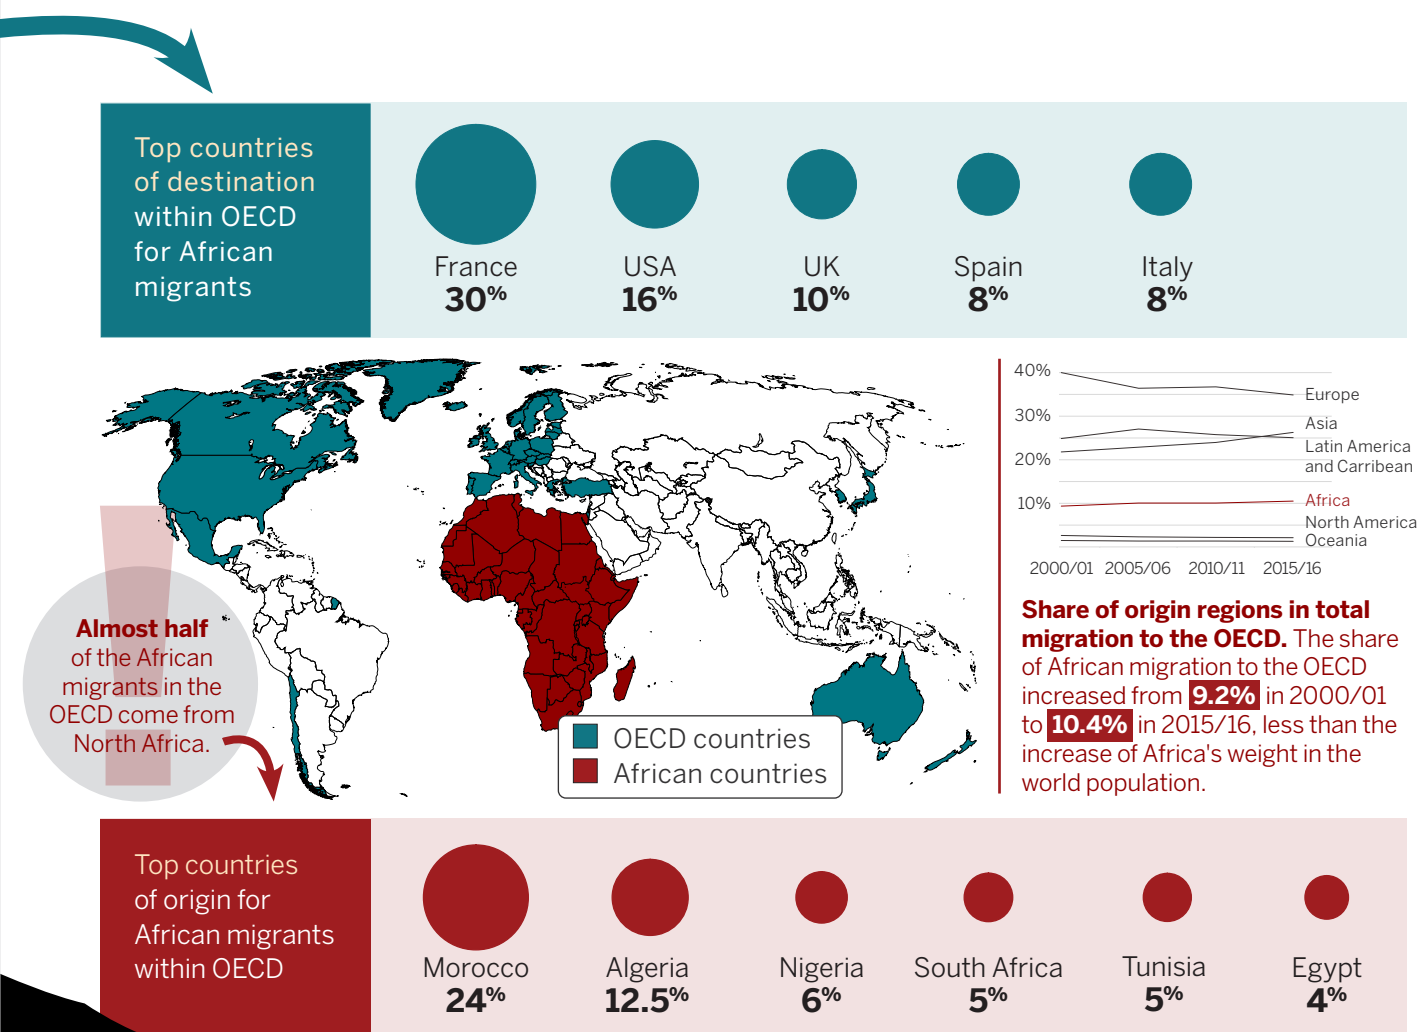 Top countries
of destination
within OECD
for African
migrants
France
30%
USA
16%
UK
10%
Spain
8%
Italy
8%
40%
30%
20%
10%
Europe
Asia
Latin America
and Carribean
Africa
North America
Oceania
2000/01 2005/06 2010/11 2015/16
Share of origin regions in total
migration to the OECD. The share
of African migration to the OECD
increased from 9.2% in 2000/01
to 10.4% in 2015/16, less than the
increase of Africa's weight in the
world population.
Almost half
of the African
migrants in the
OECD come from
North Africa.
OECD countries
African countries
Top countries
of origin for
African migrants
within OECD
Morocco
24%
Algeria
12.5%
Nigeria
6%
South Africa
5%
Tunisia
5%
Egypt
4%